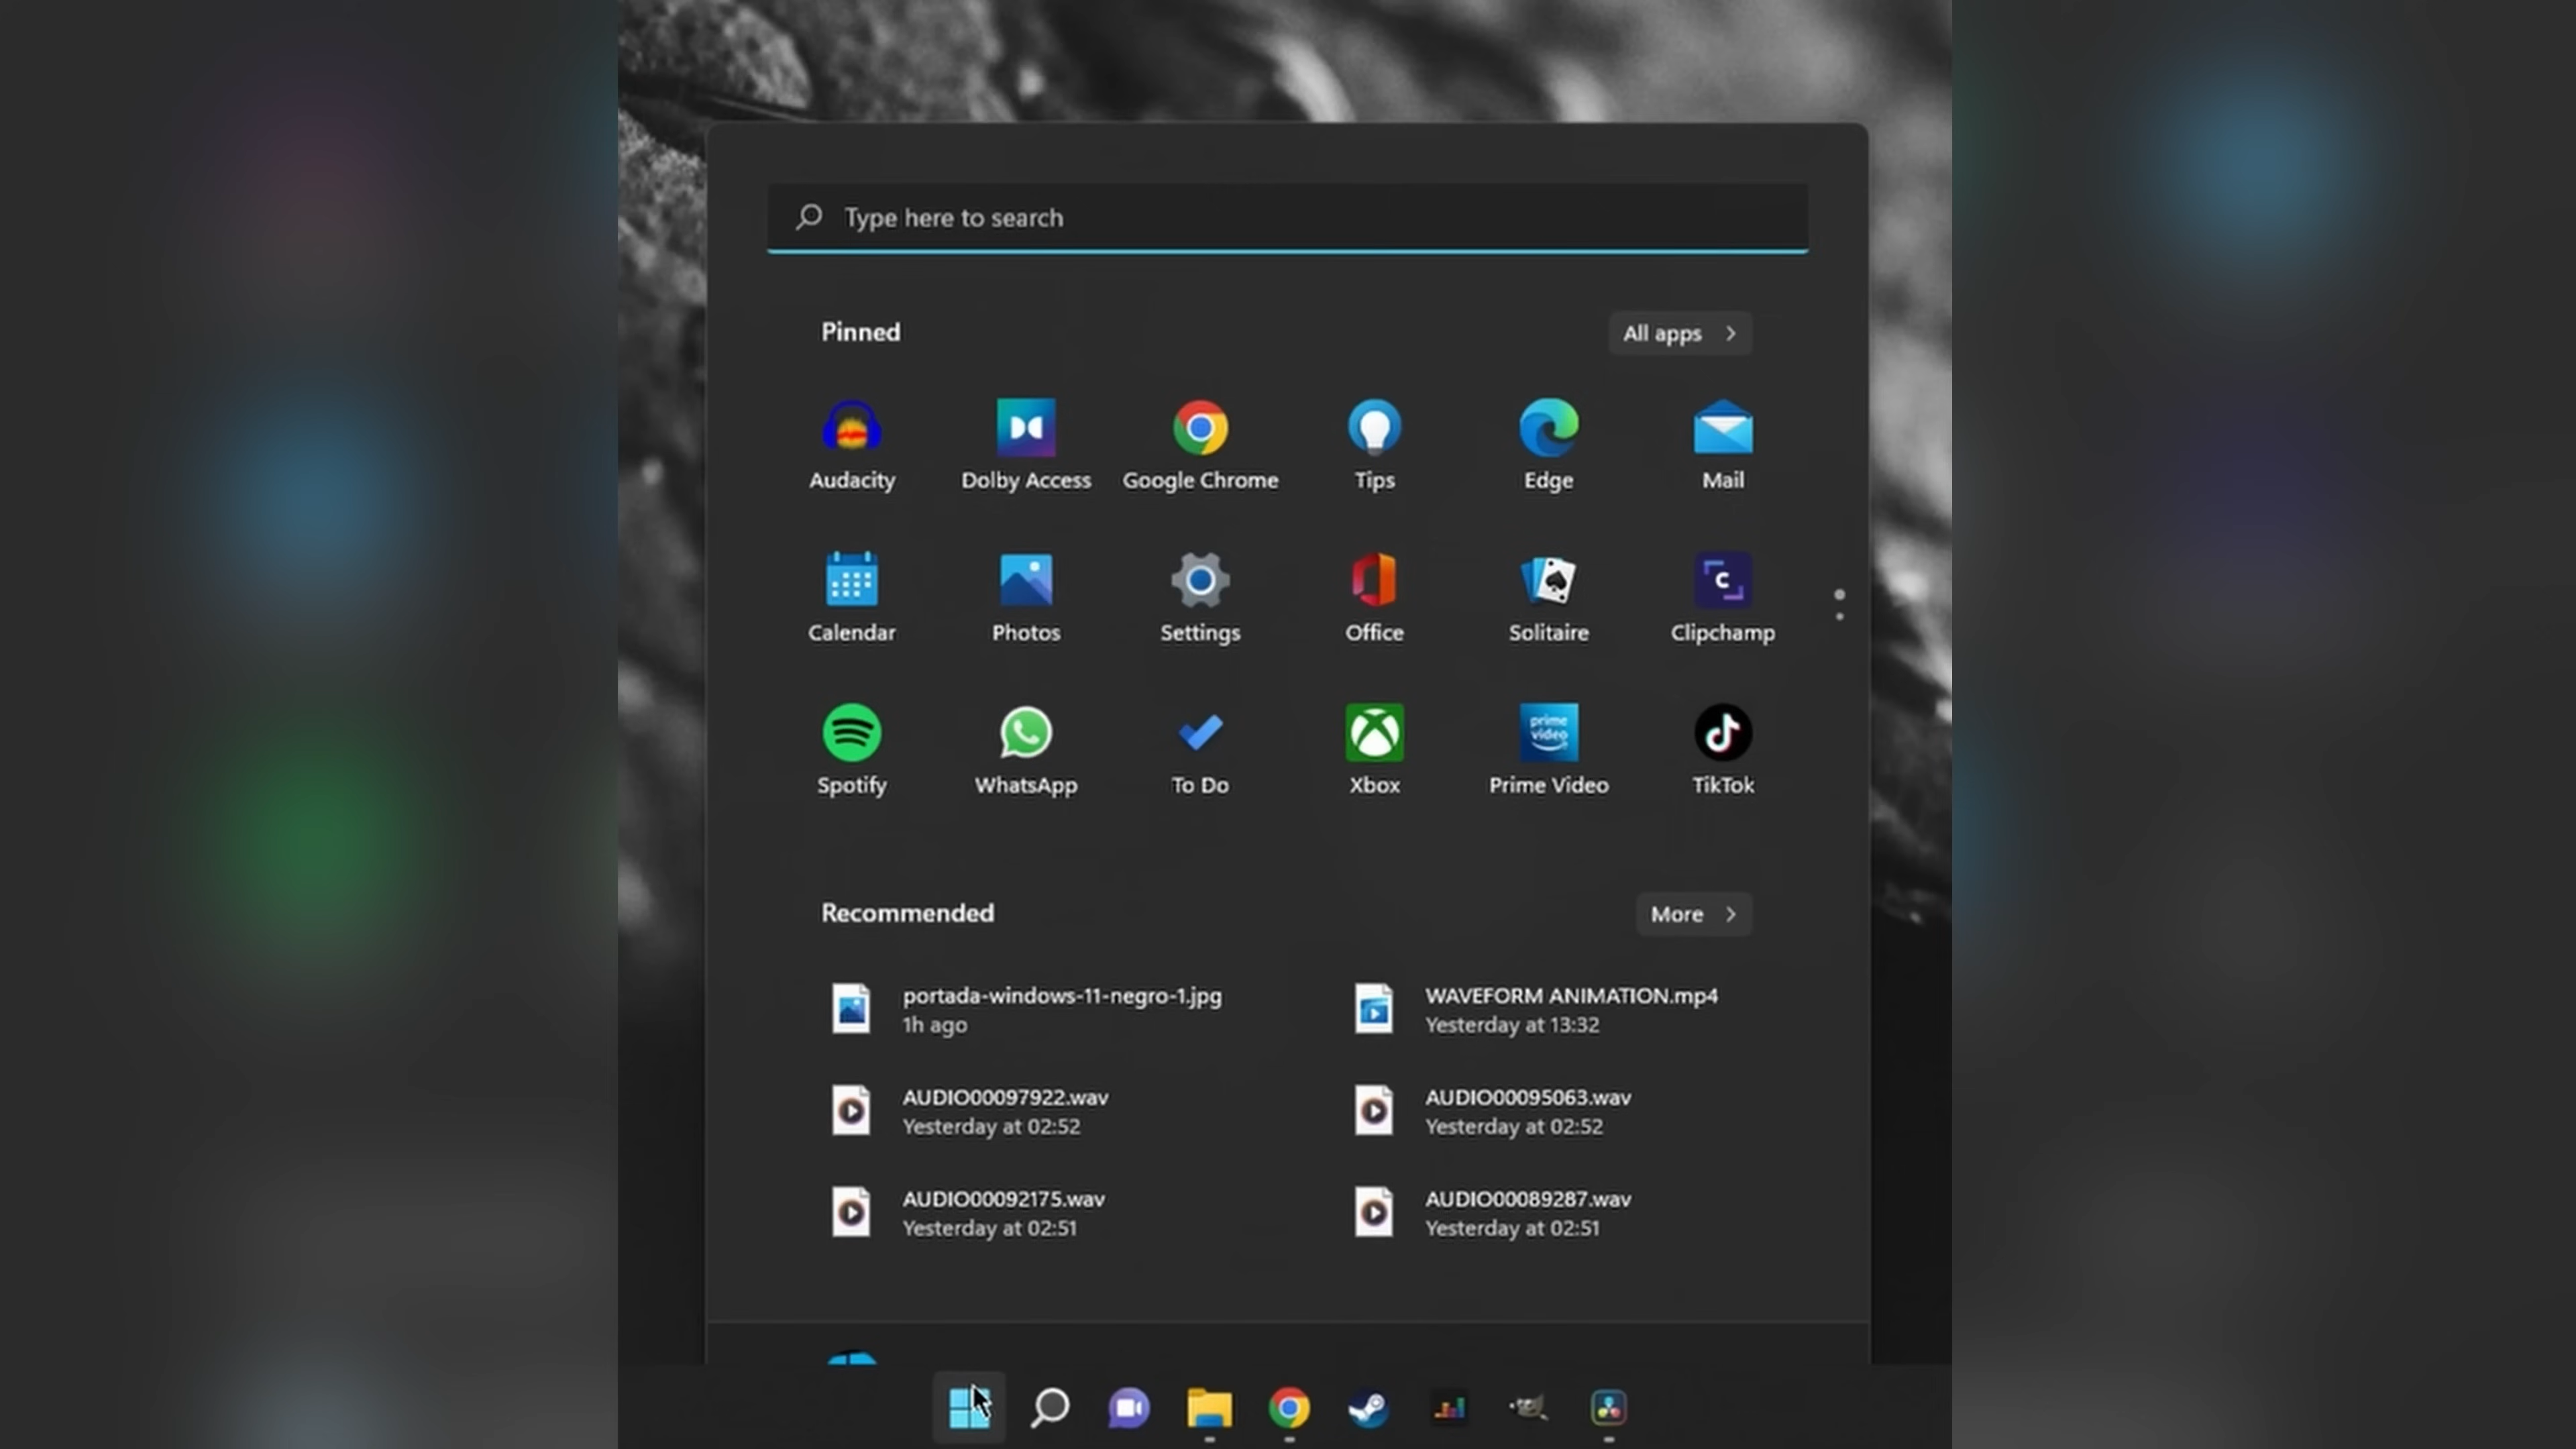 Type here to search
Pinned
All apps
Audacity
Dolby Access
Google Chrome
Tips
Edge
Mail
Calendar
Photos
Settings
Office
Solitaire
C
Clipchamp
prime
video
Spotify
WhatsApp
To Do
Xbox
Prime Video
TikTok
Recommended
More
portada-windows-11-negro-1.jpg
1h ago
WAVEFORM ANIMATION.mp4
Yesterday at 13:32
AUDIO00097922.wav
Yesterday at 02:52
AUDIO00095063.wav
Yesterday at 02:52
AUDIO00092175.wav
Yesterday at 02:51
AUDIO00089287.wav
Yesterday at 02:51